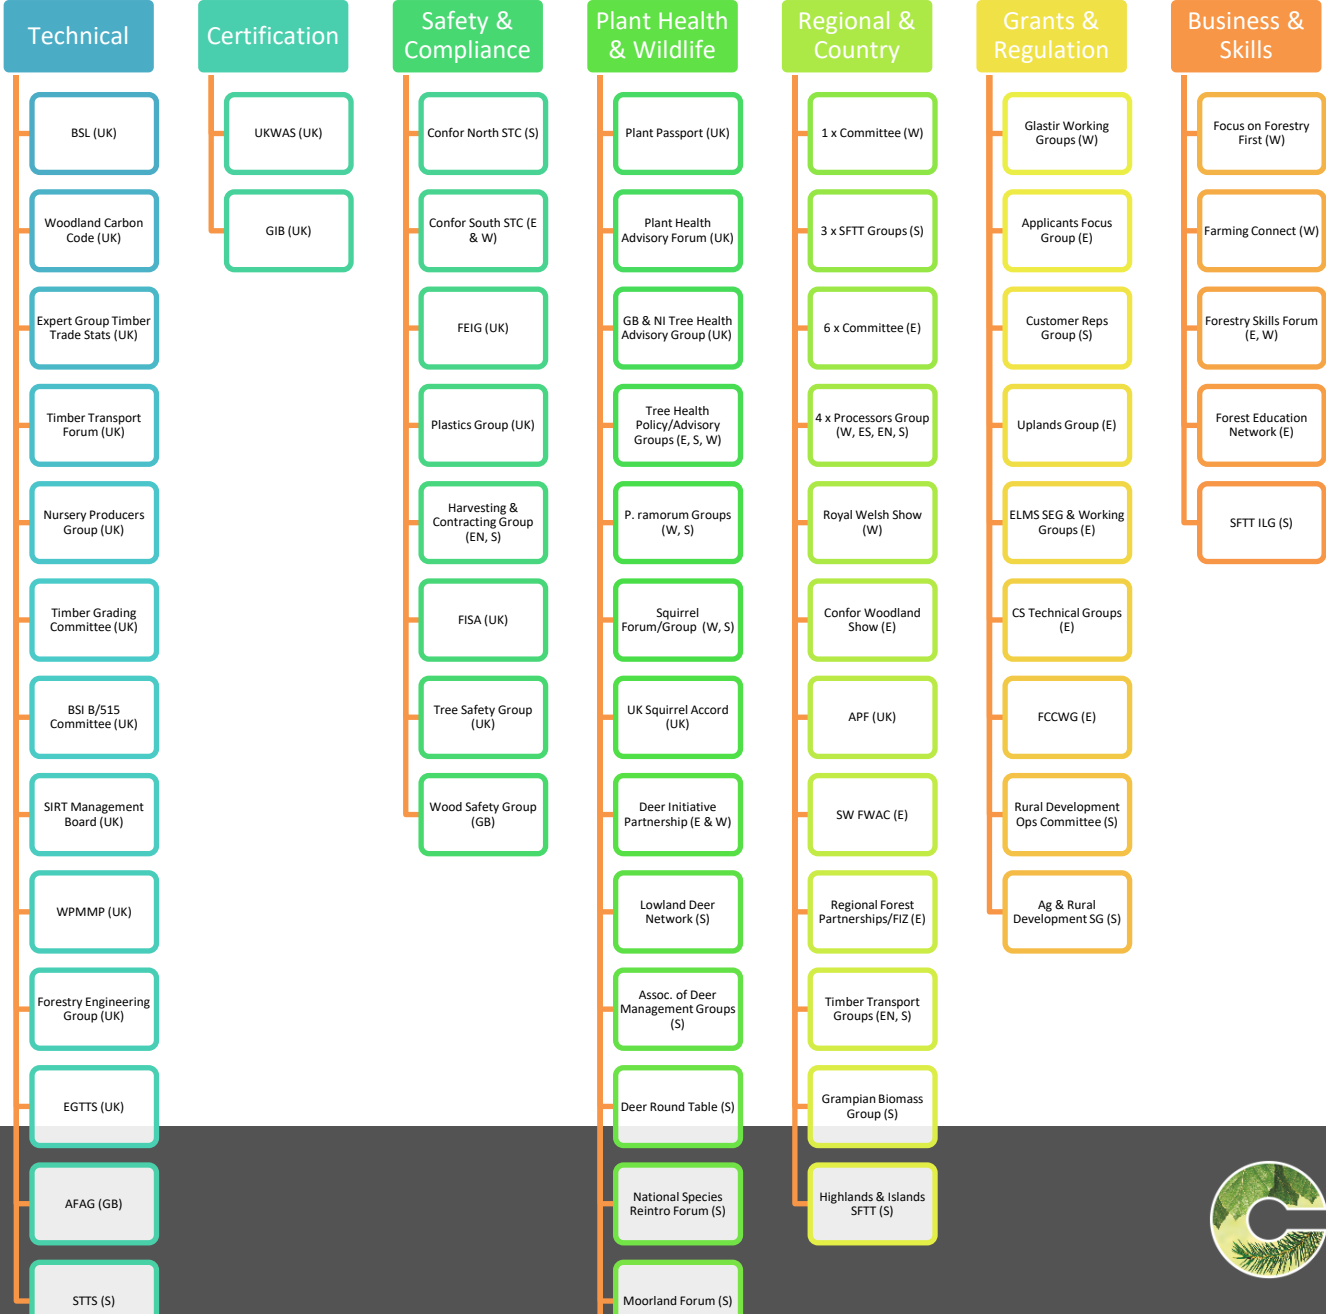 Technical
BSL (UK)
Woodland Carbon
Code (UK)
Expert Group Timber
Trade Stats (UK)
Timber Transport
Forum (UK)
Nursery Producers
Group (UK)
Timber Grading
Committee (UK)
BSI B/515
Committee (UK)
SIRT Management
Board (UK)
WPMMP (UK)
Forestry Engineering
Group (UK)
EGTTS (UK)
AFAG (GB)
STTS (S)
Certification
UKWAS (UK)
GIB (UK)
Safety &
Compliance
Confor North STC (S)
Confor South STC (E
& W)
FEIG (UK)
Plastics Group (UK)
Harvesting &
Contracting Group
(EN, S)
FISA (UK)
Tree Safety Group
(UK)
Wood Safety Group
(GB)
Plant Health
& Wildlife
Plant Passport (UK)
Plant Health
Advisory Forum (UK)
GB & NI Tree Health
Advisory Group (UK)
Tree Health
Policy/Advisory
Groups (E, S, W)
P. ramorum Groups
(W, S)
Squirrel
Forum/Group (W, S)
UK Squirrel Accord
(UK)
Deer Initiative
Partnership (E & W)
Lowland Deer
Network (S)
Assoc. of Deer
Management Groups
(S)
Deer Round Table (S)
National Species
Reintro Forum (S)
Moorland Forum (S)
Regional &
Country
1 x Committee (W)
3 x SFTT Groups (S)
6 x Committee (E)
4 x Processors Group
(W, ES, EN, S)
Royal Welsh Show
(W)
Confor Woodland
Show (E)
APF (UK)
SW FWAC (E)
Regional Forest
Partnerships/FIZ (E)
Timber Transport
Groups (EN, S)
Grampian Biomass
Group (S)
Highlands & Islands
SFTT (S)
Grants &
Regulation
Glastir Working
Groups (W)
Applicants Focus
Group (E)
Customer Reps
Group (S)
Uplands Group (E)
ELMS SEG & Working
Groups (E)
CS Technical Groups
(E)
FCCWG (E)
Rural Development
Ops Committee (S)
Ag & Rural
Development SG (S)
Business &
Skills
Focus on Forestry
First (W)
Farming Connect (W)
Forestry Skills Forum
(E, W)
Forest Education
Network (E)
SFTT ILG (S)